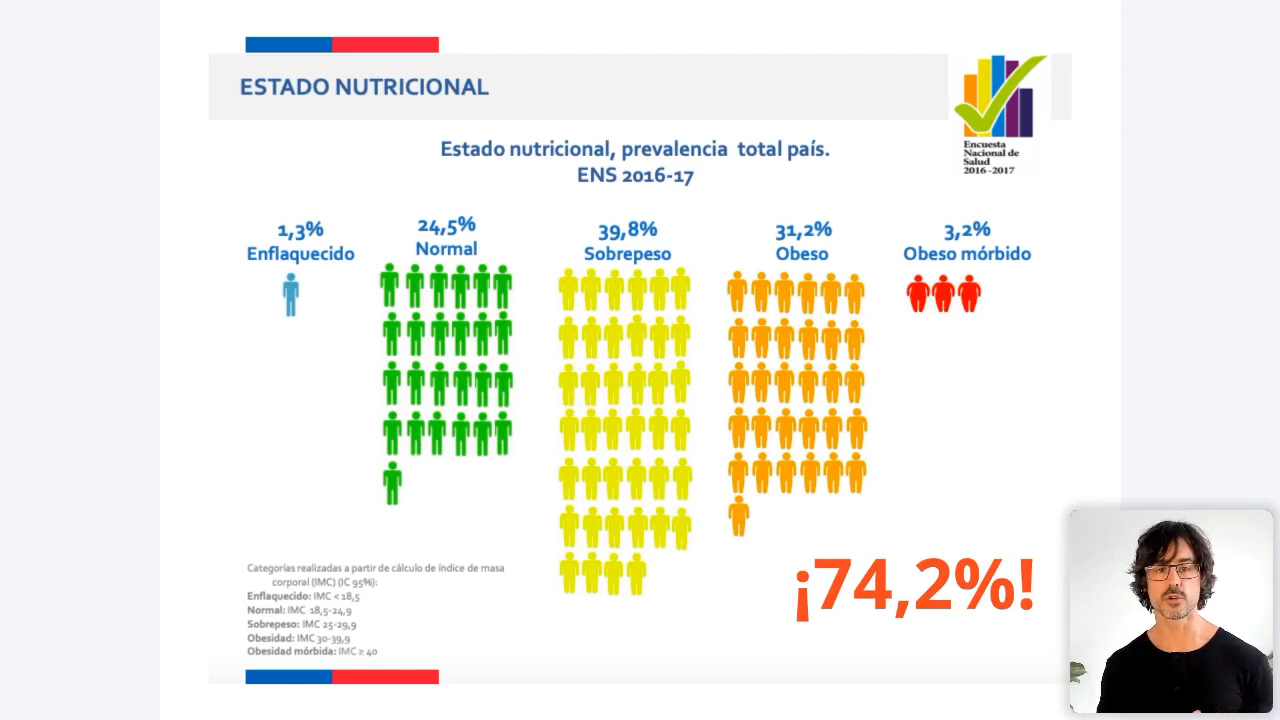 ESTADO NUTRICIONAL
Encuesta
Nacional de
Salud
2016 -2017
Estado nutricional, prevalencia total país.
ENS 2016-17
1,3%
Enflaquecido
24,5%
Normal
39,8%
Sobrepeso
31,2%
Obeso
3,2%
Obeso mórbido
Categorías realizadas a partir de cálculo de índice de masa
corporal (IMC) (IC 95%):
Enflaquecido: IMC < 18,5
Normal: IMC 18,5-24,9
Sobrepeso: IMC 25-29,9
Obesidad: IMC 30-39,9
Obesidad mórbida: IMC ≥ 40
¡74,2%!